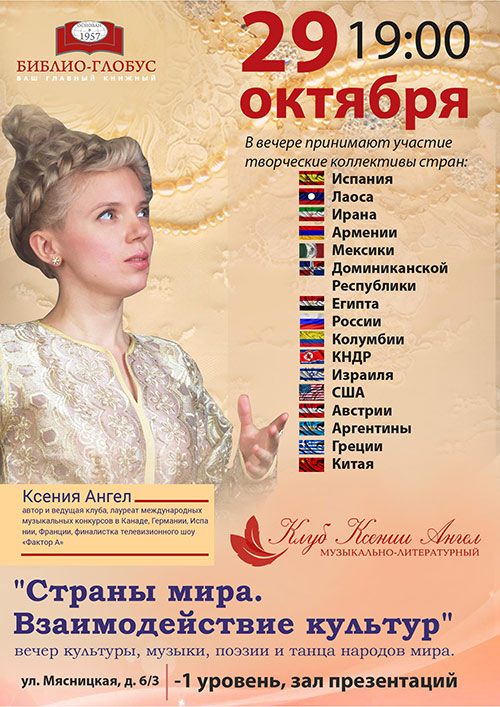 ОСНОВАН
В
1957
БИБЛИО-ГЛОБУС
ВАШ ГЛАВНЫЙ КНИЖНЫЙ
29 19:00
октября
В вечере принимают участие
творческие коллективы стран:
Испания
Лаоса
Ирана
Армении
Мексики
Доминиканской
Республики
Египта
России
Колумбии
КНДР
Израиля
США
Австрии
Аргентины
Греции
Китая
Ксения Ангел
автор и ведущая клуба, лауреат международных
музыкальных конкурсов в Канаде, Германии, Испа
нии, Франции, финалистка телевизионного шоу
«Фактор А»
Клуб Ксении Ангел
МУЗЫКАЛЬНО-ЛИТЕРАТУРНЫЙ
"Страны мира.
Взаимодействие культур"
вечер культуры, музыки, поэзии и танца народов мира.
ул. Мясницкая, д. 6/3 -1 уровень, зал презентаций